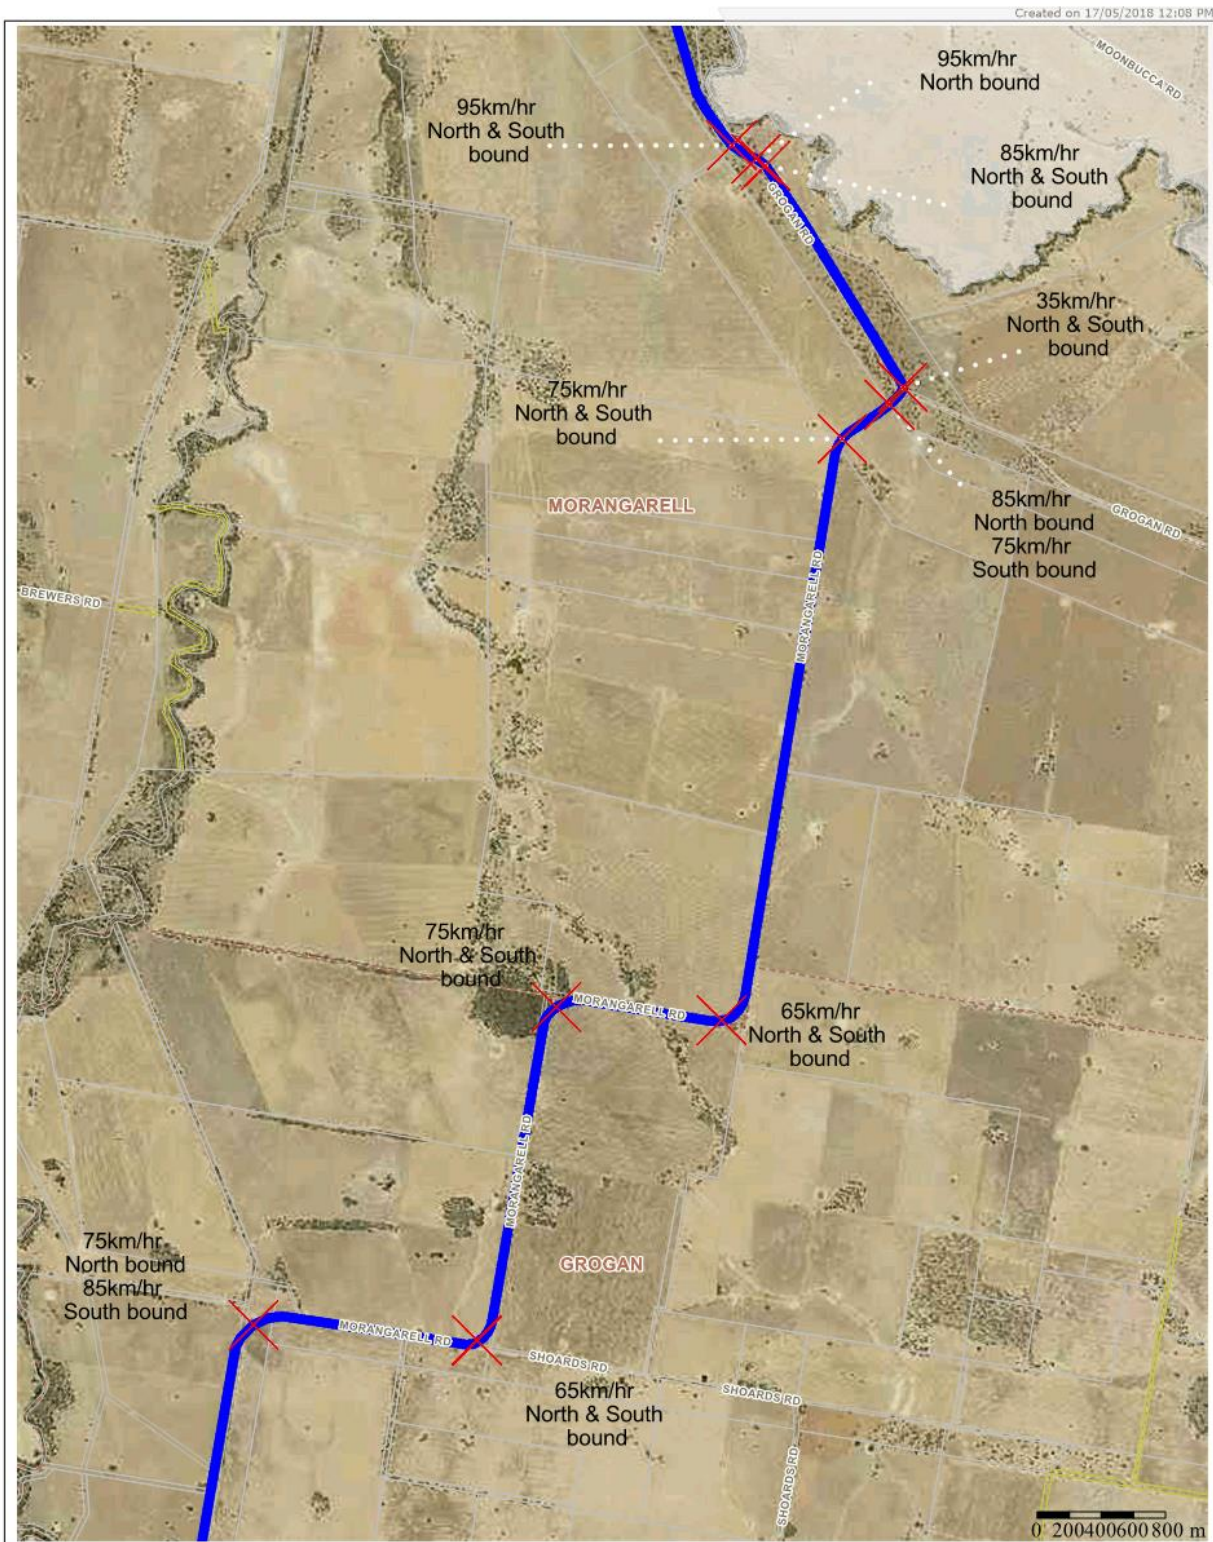 Created on 17/05/2018 12:08 PM
MOONBUCCA RD
95km/hr
North bound
95km/hr
North & South
bound
85km/hr
North & South
bound
GROGAN RD
35km/hr
North & South
bound
75km/hr
North & South
bound
85km/hr
North bound
75km/hr
South bound
GROGAN RD
MORANGARELL
MORANGARELL RD
BREWERS RD
75km/hr
North & South
bound
MORANGARELL RD
65km/hr
North & South
bound
MORANGARELL RD
75km/hr
North bound
85km/hr
South bound
GROGAN
MORANGARELL RD
SHOARDS RD
SHOARDS RD
65km/hr
North & South
bound
SHOARDS RD
0 200400600800 m